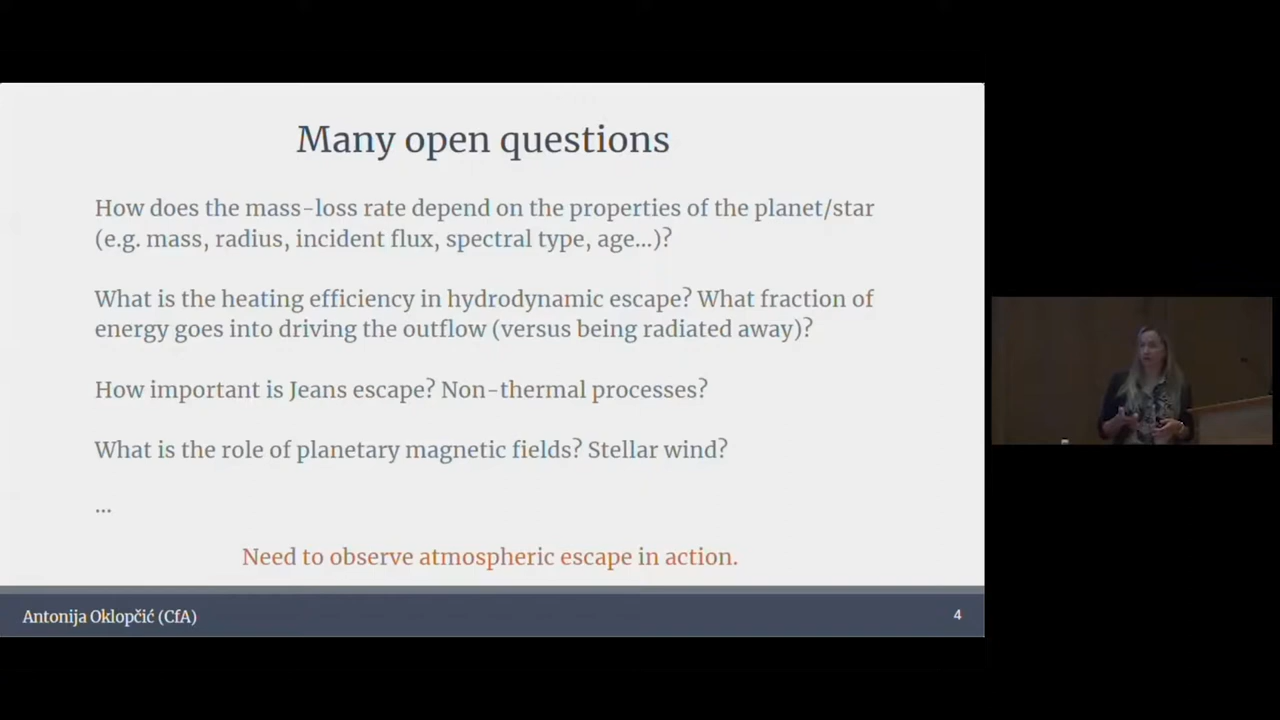 Many open questions
How does the mass-loss rate depend on the properties of the planet/star
(e.g. mass, radius, incident flux, spectral type, age...)?
What is the heating efficiency in hydrodynamic escape? What fraction of
energy goes into driving the outflow (versus being radiated away)?
How important is Jeans escape? Non-thermal processes?
What is the role of planetary magnetic fields? Stellar wind?
...
Need to observe atmospheric escape in action.
Antonija Oklopčić (CfA)
4